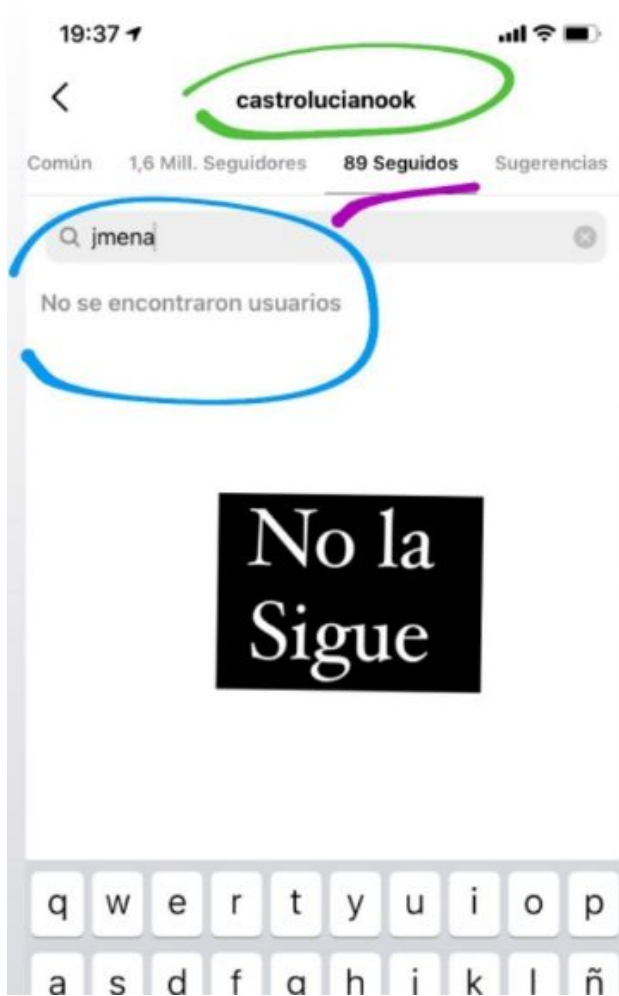 19:37
castrolucianook
Común 1,6 Mill. Seguidores 89 Seguidos Sugerencias
jmena
No se encontraron usuarios
No la
Sigue
q w e r t y u i o p
a s d f g h j k l ñ